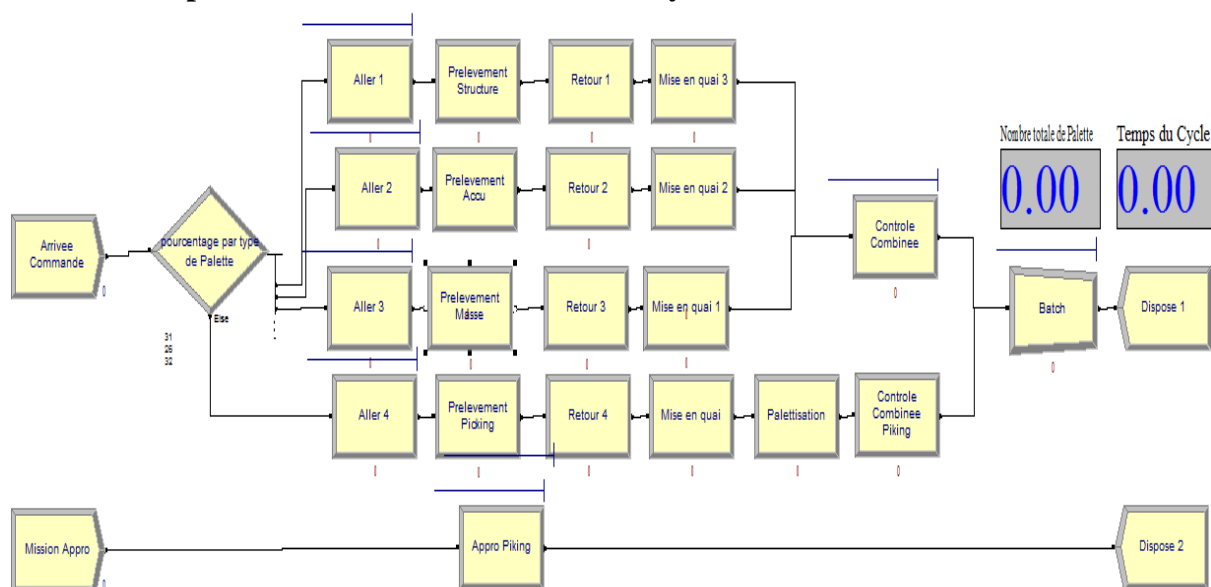 Aller 1
Prelevement
Structure
Retour 1
Mise en quai 3
Nombre totale de Palette
Temps du Cycle
0.00
0.00
Aller 2
Prelevement
Accu
Retour 2
Mise en quai 2
Arrivee
Commande
0
pourcentage par type
de Palette
Else
31
26
32
Controle
Combinee
0
Aller 3
Prelevement
Masse
Retour 3
Mise en quai 1
Batch
0
Dispose 1
Aller 4
Prelevement
Picking
Retour 4
Mise en quai
Palettisation
Controle
Combinee
Piking
0
Mission Appro
0
Appro Piking
Dispose 2